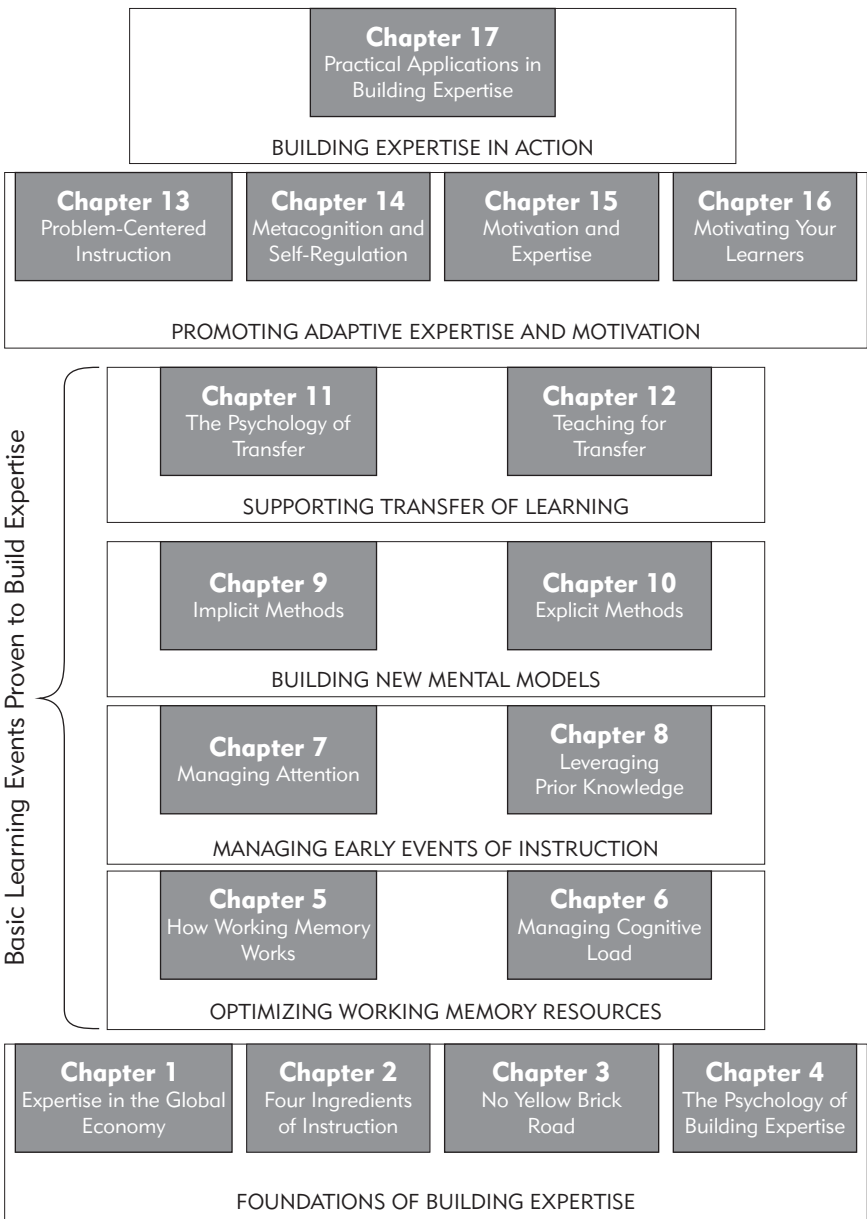 Chapter 17
Practical Applications in
Building Expertise
BUILDING EXPERTISE IN ACTION
Chapter 13
Problem-Centered
Instruction
Chapter 14
Metacognition and
Self-Regulation
Chapter 15
Motivation and
Expertise
Chapter 16
Motivating Your
Learners
PROMOTING ADAPTIVE EXPERTISE AND MOTIVATION
Basic Learning Events Proven to Build Expertise
Chapter 11
The Psychology of
Transfer
Chapter 12
Teaching for
Transfer
SUPPORTING TRANSFER OF LEARNING
Chapter 9
Implicit Methods
Chapter 10
Explicit Methods
BUILDING NEW MENTAL MODELS
Chapter 7
Managing Attention
Chapter 8
Leveraging
Prior Knowledge
MANAGING EARLY EVENTS OF INSTRUCTION
Chapter 5
How Working Memory
Works
Chapter 6
Managing Cognitive
Load
OPTIMIZING WORKING MEMORY RESOURCES
Chapter 1
Expertise in the Global
Economy
Chapter 2
Four Ingredients
of Instruction
Chapter 3
No Yellow Brick
Road
Chapter 4
The Psychology of
Building Expertise
FOUNDATIONS OF BUILDING EXPERTISE